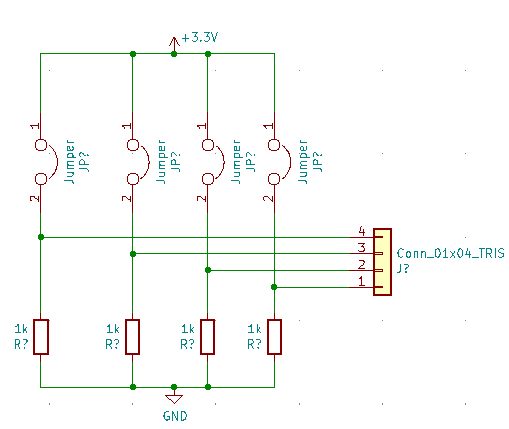 +3.3V
1
1
1
1
Jumper
JP?
Jumper
JP?
Jumper
JP?
Jumper
JP?
2
2
2
2
4
3
2
1
Conn_01x04_TRIS
J?
1k
R?
1k
R?
1k
R?
1k
R?
GND